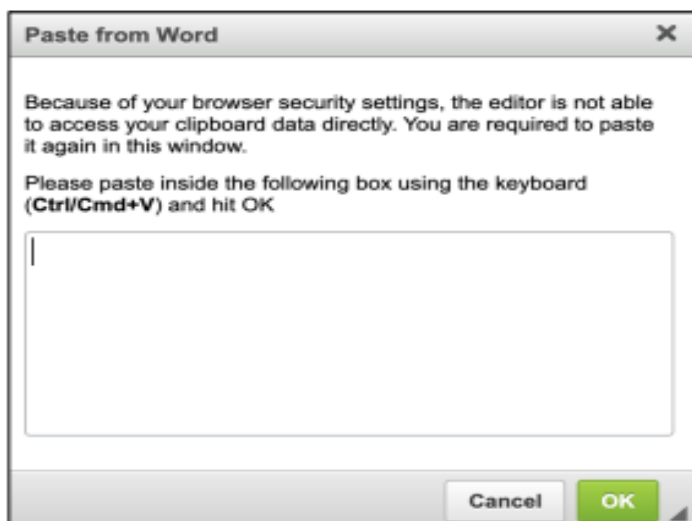 Paste from Word
Because of your browser security settings, the editor is not able
to access your clipboard data directly. You are required to paste
it again in this window.
Please paste inside the following box using the keyboard
(Ctrl/Cmd+V) and hit OK
Cancel OK